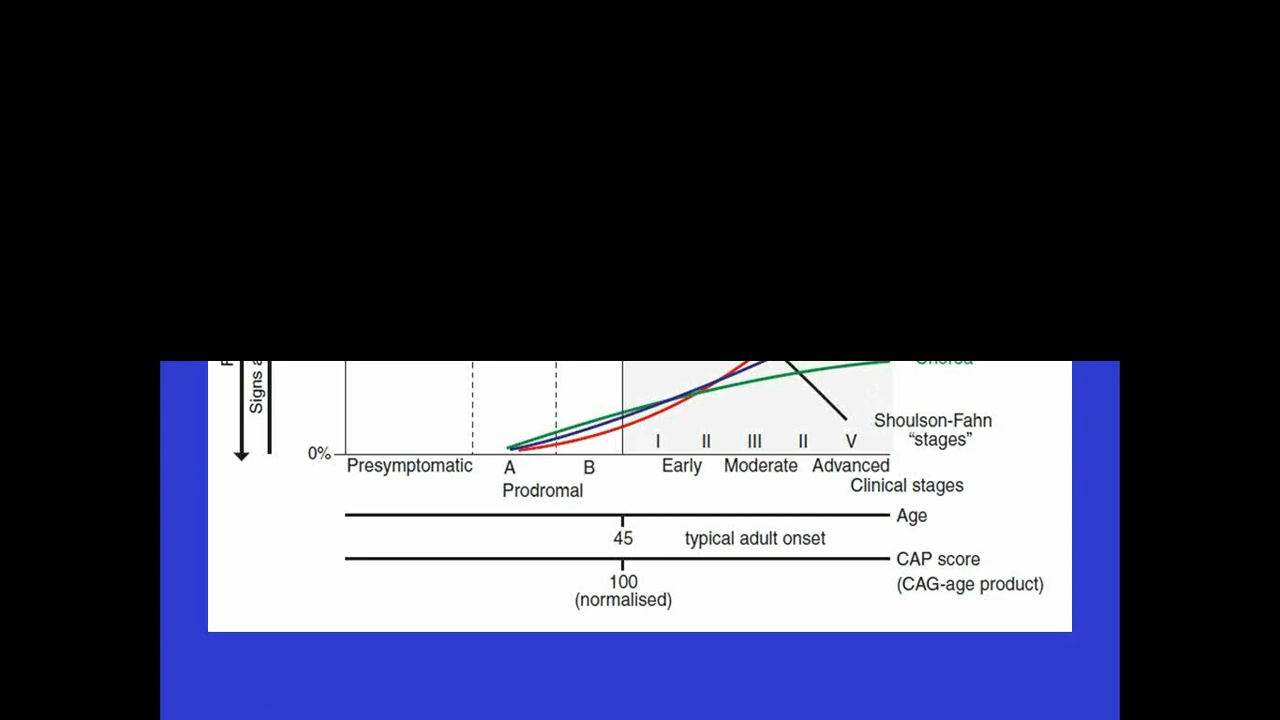 Signs
Shoulson-Fahn
“stages”
I II III II V
0%
Presymptomatic A B Early Moderate Advanced
Prodromal
Clinical stages
Age
45 typical adult onset
CAP score
100
(CAG-age product)
(normalised)